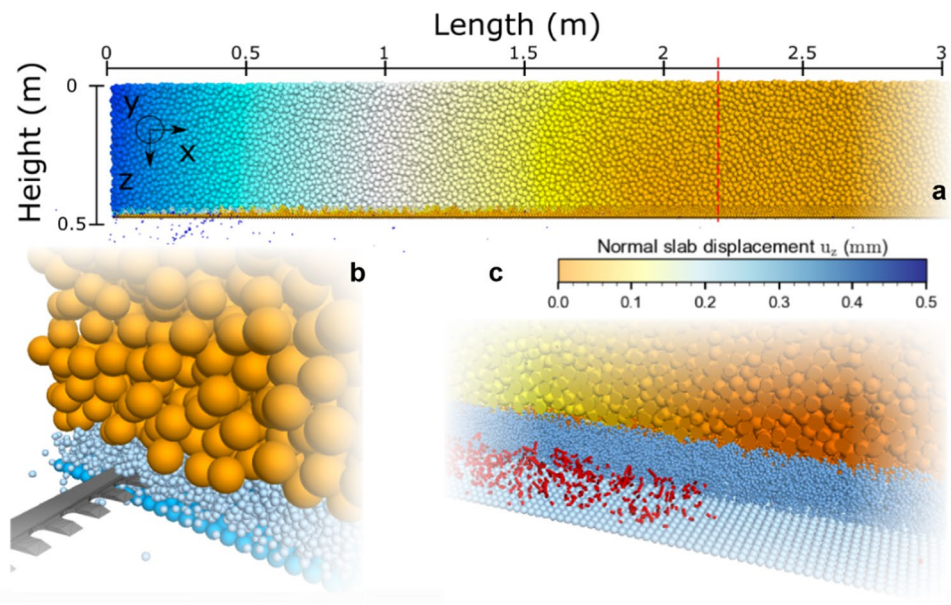 Length (m)
0 0.5 1 1.5 2 2.5 3
Height (m)
0
0.5
y
x
z
a
b
c
Normal slab displacement uz (mm)
0.0 0.1 0.2 0.3 0.4 0.5